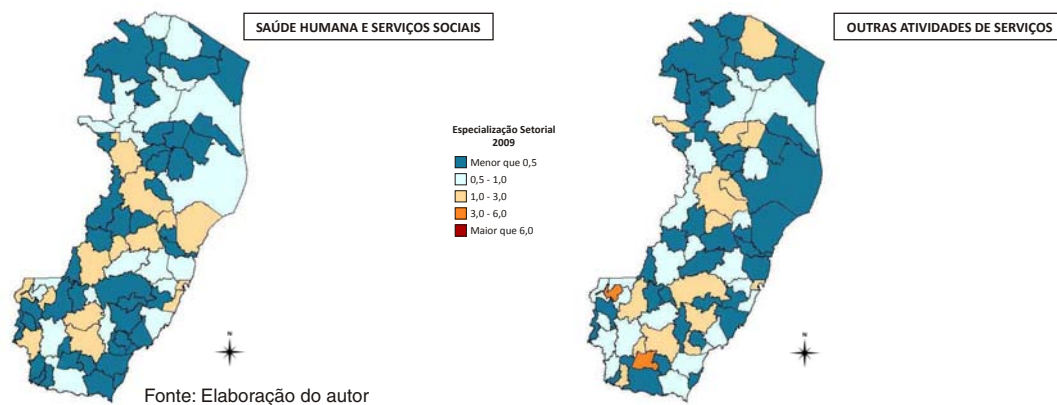 SAÚDE HUMANA E SERVIÇOS SOCIAIS
OUTRAS ATIVIDADES DE SERVIÇOS
Especialização Setorial
2009
Menor que 0,5
0,5 - 1,0
1,0 - 3,0
3,0 - 6,0
Maior que 6,0
N
N
Fonte: Elaboração do autor